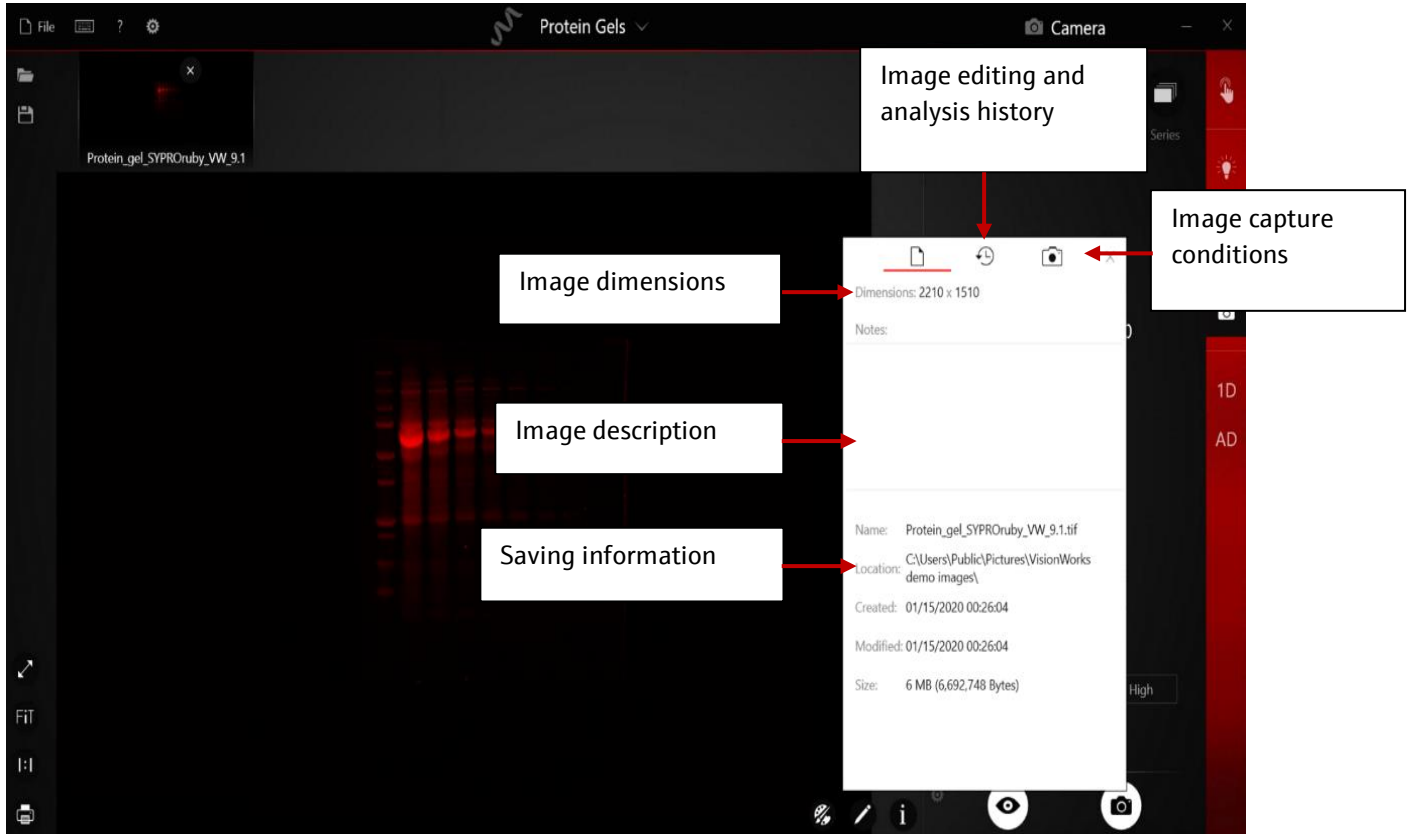 File
?
Protein Gels
Camera
Protein_gel_SYPROruby_VW_9.1
Series
Image editing and
analysis history
Image capture
conditions
Image dimensions
Dimensions: 2210 x 1510
Notes:
1D
Image description
AD
Name: Protein_gel_SYPROruby_VW_9.1.tif
Saving information
Location: C:\Users\Public\Pictures\VisionWorks
demo images\
Created: 01/15/2020 00:26:04
Modified: 01/15/2020 00:26:04
Size: 6 MB (6,692,748 Bytes)
High
FiT
1:1
i